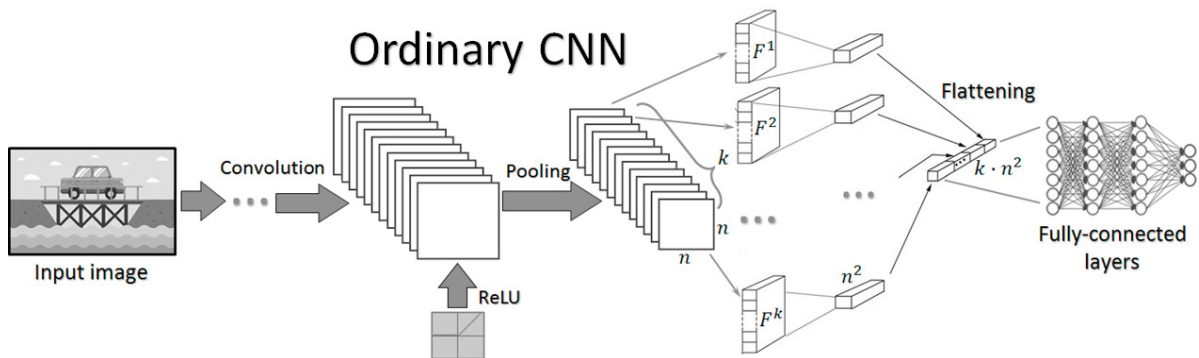 Ordinary CNN
Input image
Convolution
ReLU
Pooling
k
n
n
F¹
F²
Fᵏ
n²
Flattening
k · n²
Fully-connected
layers